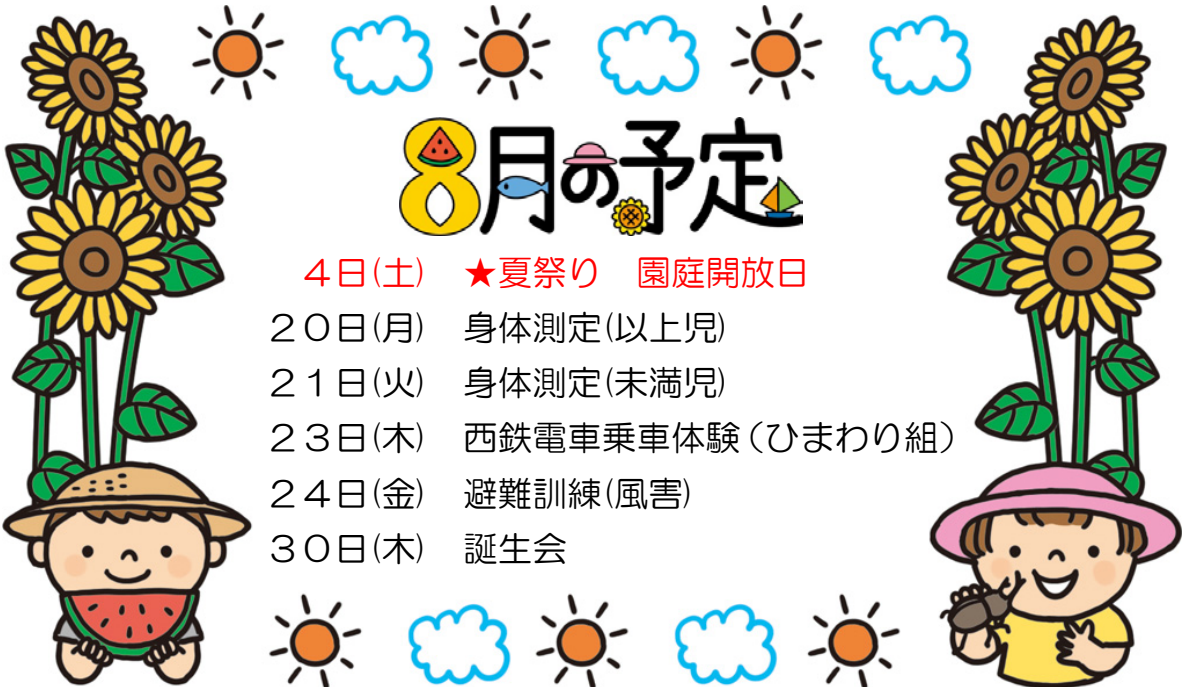 8月の予定
４日(土)　★夏祭り　園庭開放日
２０日(月)　身体測定(以上児)
２１日(火)　身体測定(未満児)
２３日(木)　西鉄電車乗車体験（ひまわり組）
２４日(金)　避難訓練(風害)
３０日(木)　誕生会